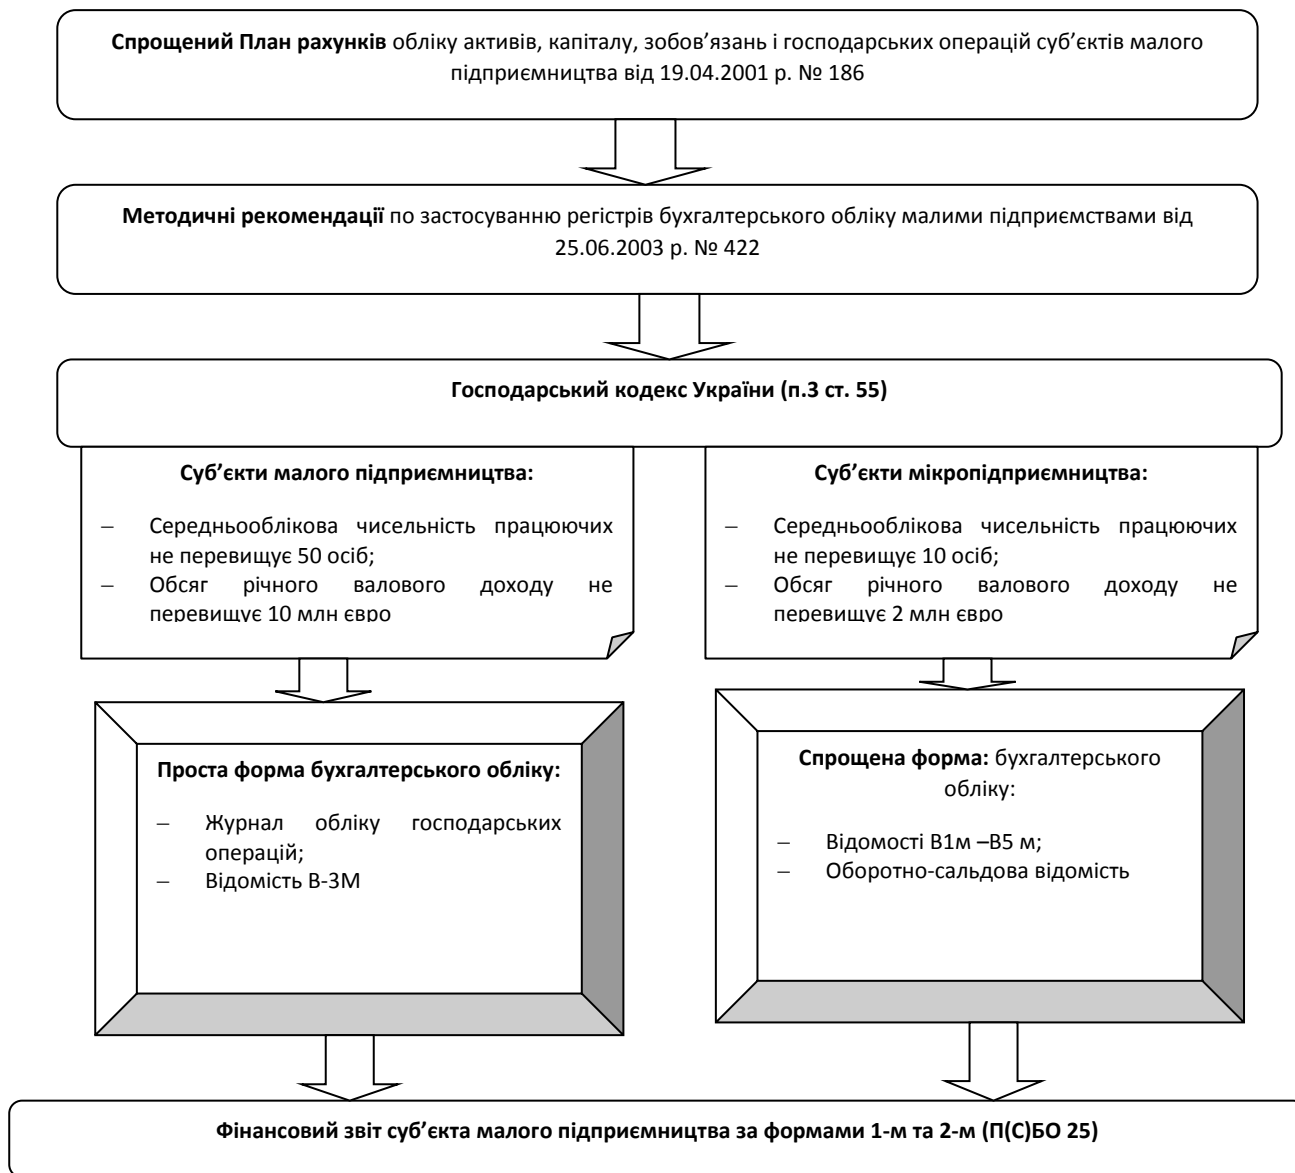 Спрощений План рахунків обліку активів, капіталу, зобов’язань і господарських операцій суб’єктів малого
підприємництва від 19.04.2001 р. № 186
Методичні рекомендації по застосуванню регістрів бухгалтерського обліку малими підприємствами від
25.06.2003 р. № 422
Господарський кодекс України (п.3 ст. 55)
Суб’єкти малого підприємництва:
– Середньооблікова чисельність працюючих
не перевищує 50 осіб;
– Обсяг річного валового доходу не
перевищує 10 млн євро
Суб’єкти мікропідприємництва:
– Середньооблікова чисельність працюючих
не перевищує 10 осіб;
– Обсяг річного валового доходу не
перевищує 2 млн євро
Проста форма бухгалтерського обліку:
– Журнал обліку господарських
операцій;
– Відомість В-3М
Спрощена форма: бухгалтерського
обліку:
– Відомості В1м –В5 м;
– Оборотно-сальдова відомість
Фінансовий звіт суб’єкта малого підприємництва за формами 1-м та 2-м (П(С)БО 25)